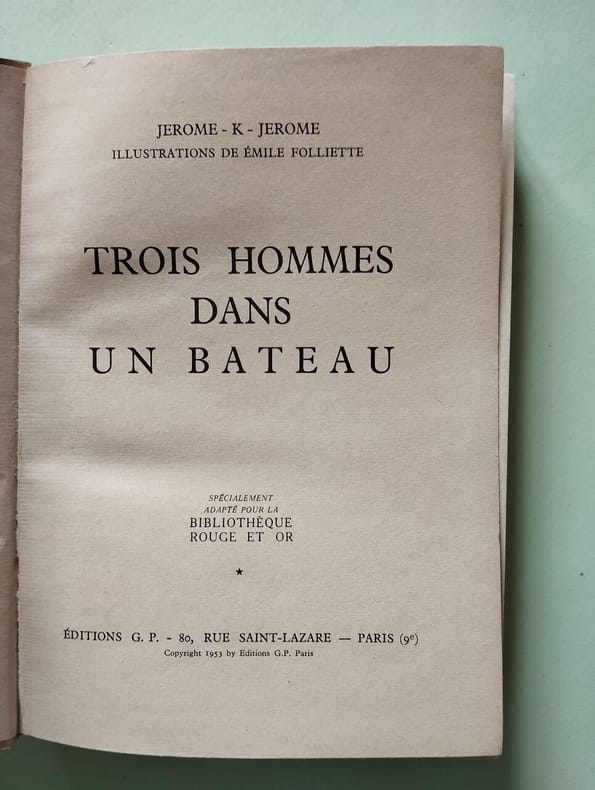 JEROME - K - JEROME
ILLUSTRATIONS DE ÉMILE FOLLIETTE
TROIS HOMMES
DANS
UN BATEAU
SPÉCIALEMENT
ADAPTÉ POUR LA
BIBLIOTHÈQUE
ROUGE ET OR
★
ÉDITIONS G. P. - 80, RUE SAINT-LAZARE — PARIS (9e)
Copyright 1953 by Editions G.P. Paris